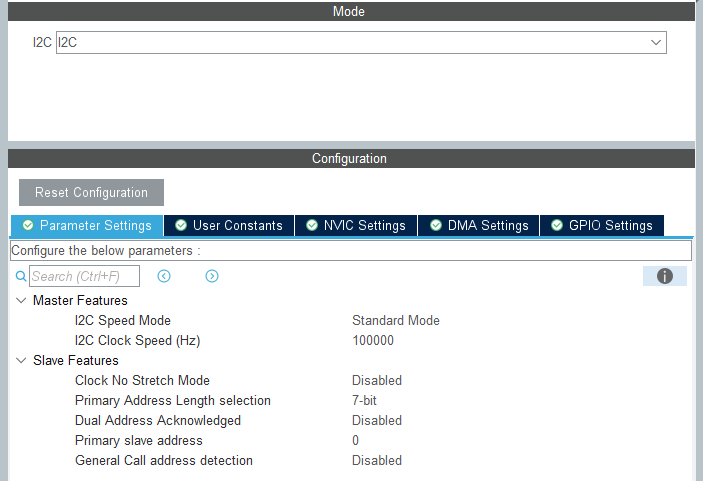 Mode
I2C I2C
Configuration
Reset Configuration
Parameter Settings User Constants NVIC Settings DMA Settings GPIO Settings
Configure the below parameters :
Search (Ctrl+F)
Master Features
I2C Speed Mode Standard Mode
I2C Clock Speed (Hz) 100000
Slave Features
Clock No Stretch Mode Disabled
Primary Address Length selection 7-bit
Dual Address Acknowledged Disabled
Primary slave address 0
General Call address detection Disabled